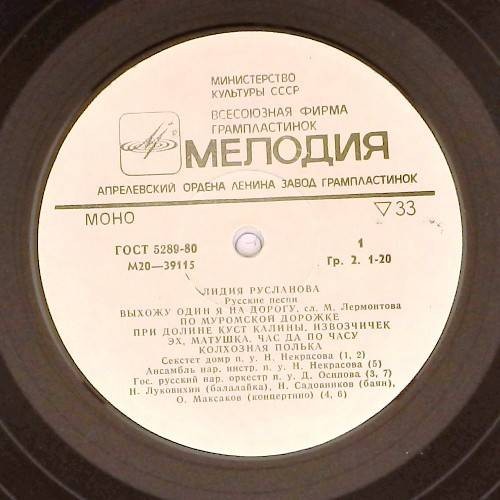 МИНИСТЕРСТВО
КУЛЬТУРЫ СССР
ВСЕСОЮЗНАЯ ФИРМА
ГРАМПЛАСТИНОК
МЕЛОДИЯ
АПРЕЛЕВСКИЙ ОРДЕНА ЛЕНИНА ЗАВОД ГРАМПЛАСТИНОК
МОНО ▽33
ГОСТ 5289-80 1
М20—39115 Гр. 2. 1-20
ЛИДИЯ РУСЛАНОВА
Русские песни
ВЫХОЖУ ОДИН Я НА ДОРОГУ, сл. М. Лермонтова
ПО МУРОМСКОЙ ДОРОЖКЕ
ПРИ ДОЛИНЕ КУСТ КАЛИНЫ, ИЗВОЗЧИЧЕК
ЭХ, МАТУШКА, ЧАС ДА ПО ЧАСУ
КОЛХОЗНАЯ ПОЛЬКА
Секстет домр п. у. Н. Некрасова (1, 2)
Ансамбль нар. инстр. п. у. Н. Некрасова (5)
Гос. русский нар. оркестр п. у. Д. Осипова (3, 7)
Н. Луковихин (балалайка), Н. Садовников (баян),
О. Максаков (концертино) (4, 6)